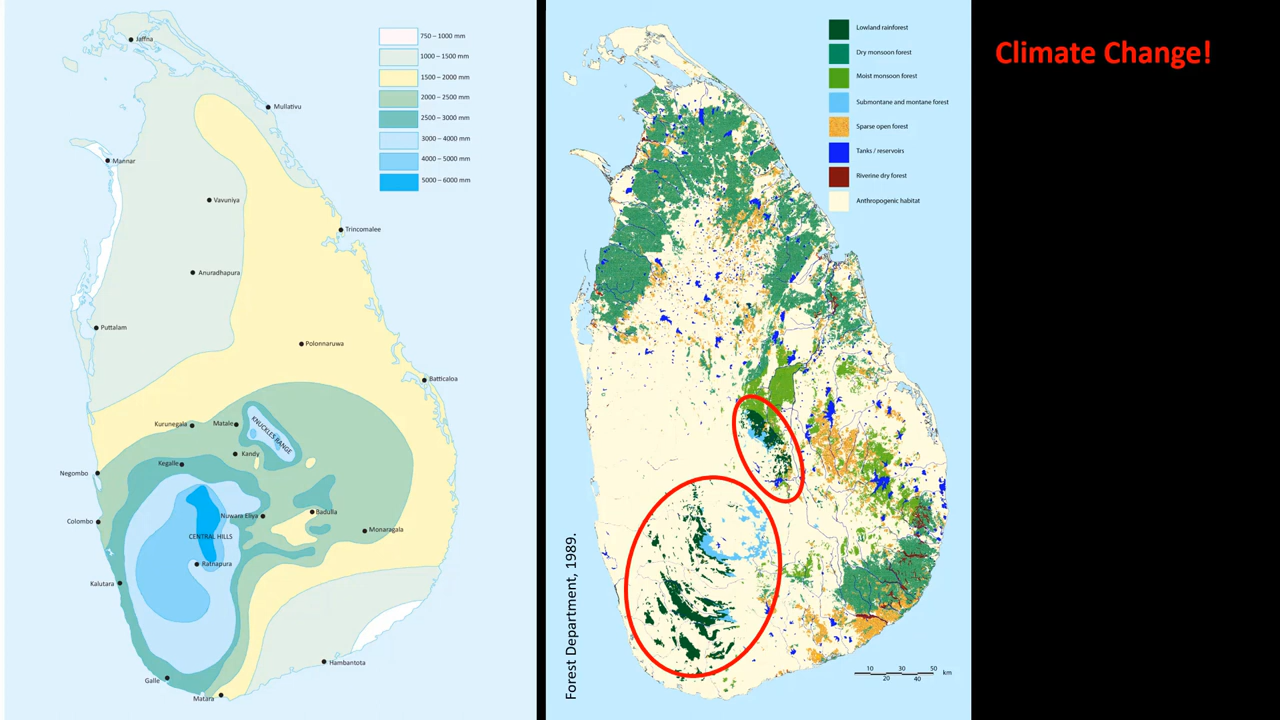 Jaffna
Mullativu
Mannar
Vavuniya
Trincomalee
Anuradhapura
Puttalam
Polonnaruwa
Batticaloa
Kurunegala
Matale
KNUCKLES RANGE
Kandy
Kegalle
Negombo
Nuwara Eliya
Badulla
Colombo
Monaragala
CENTRAL HILLS
Ratnapura
Kalutara
Hambantota
Galle
Matara
750 – 1000 mm
1000 – 1500 mm
1500 – 2000 mm
2000 – 2500 mm
2500 – 3000 mm
3000 – 4000 mm
4000 – 5000 mm
5000 – 6000 mm
Lowland rainforest
Dry monsoon forest
Moist monsoon forest
Submontane and montane forest
Sparse open forest
Tanks / reservoirs
Riverine dry forest
Anthropogenic habitat
Forest Department, 1989.
10 30 50 km
20 40
Climate Change!